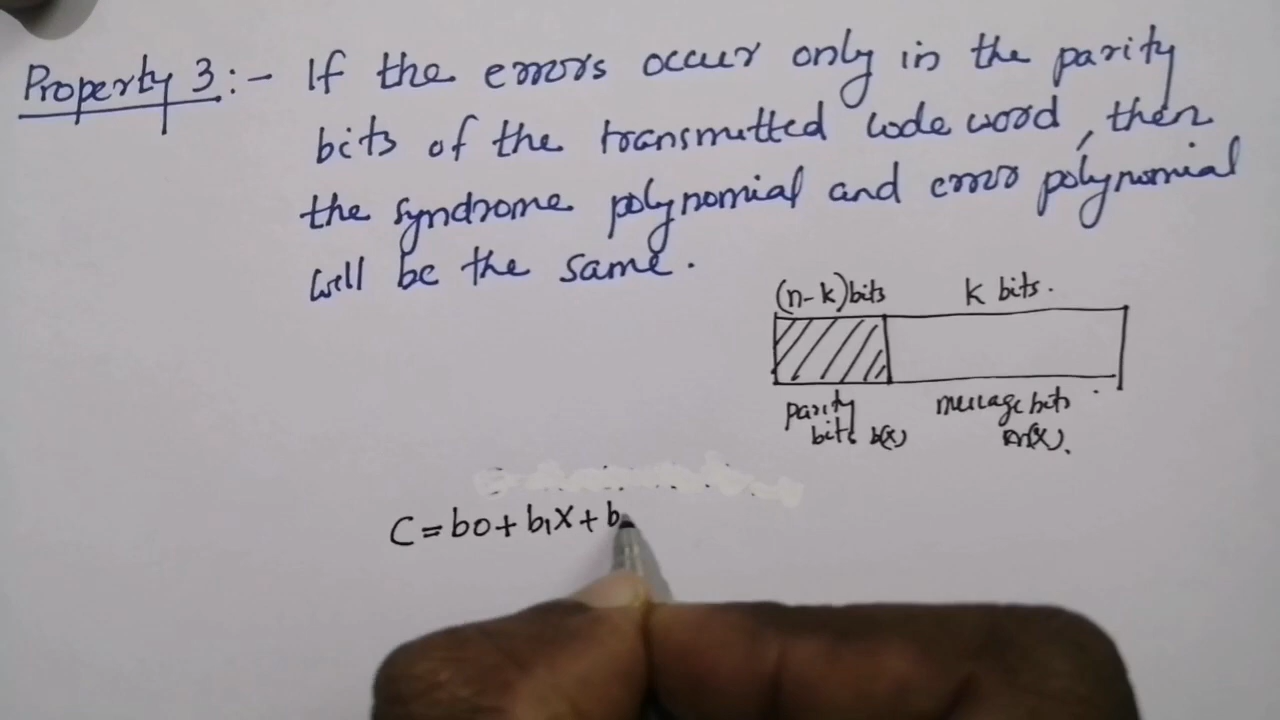 Property 3:- If the errors occur only in the parity
bits of the transmitted code word, then
the syndrome polynomial and error polynomial
will be the same.
(n-k)bits k bits.
parity message bits
bits b(x) m(x).
C = b0 + b1X + b